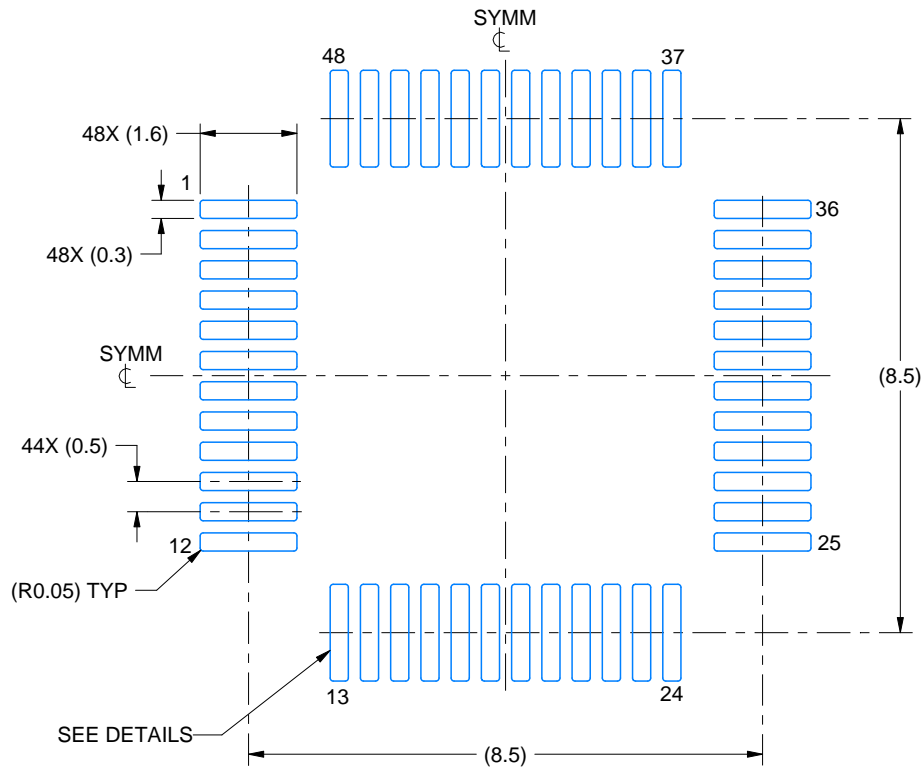 SYMM
℄
48
37
48X (1.6)
1
36
48X (0.3)
SYMM
℄
(8.5)
44X (0.5)
12
25
(R0.05) TYP
13
24
SEE DETAILS
(8.5)